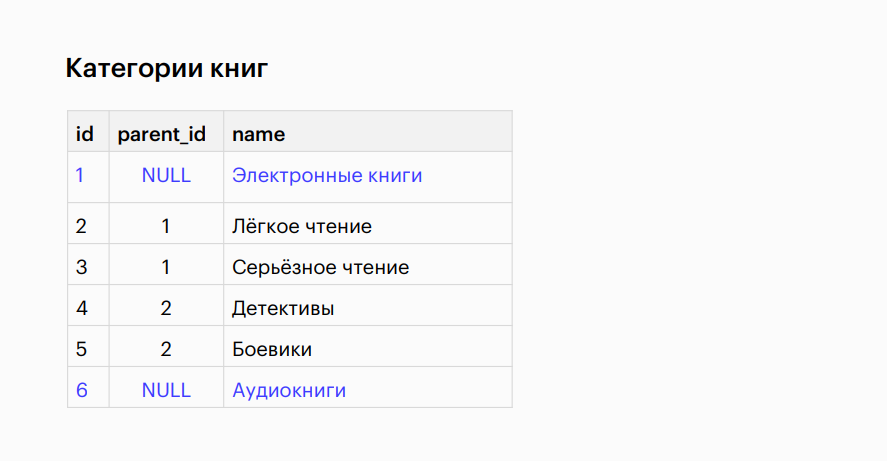 Категории книг
id parent_id name
1 NULL Электронные книги
2 1 Лёгкое чтение
3 1 Серьёзное чтение
4 2 Детективы
5 2 Боевики
6 NULL Аудиокниги